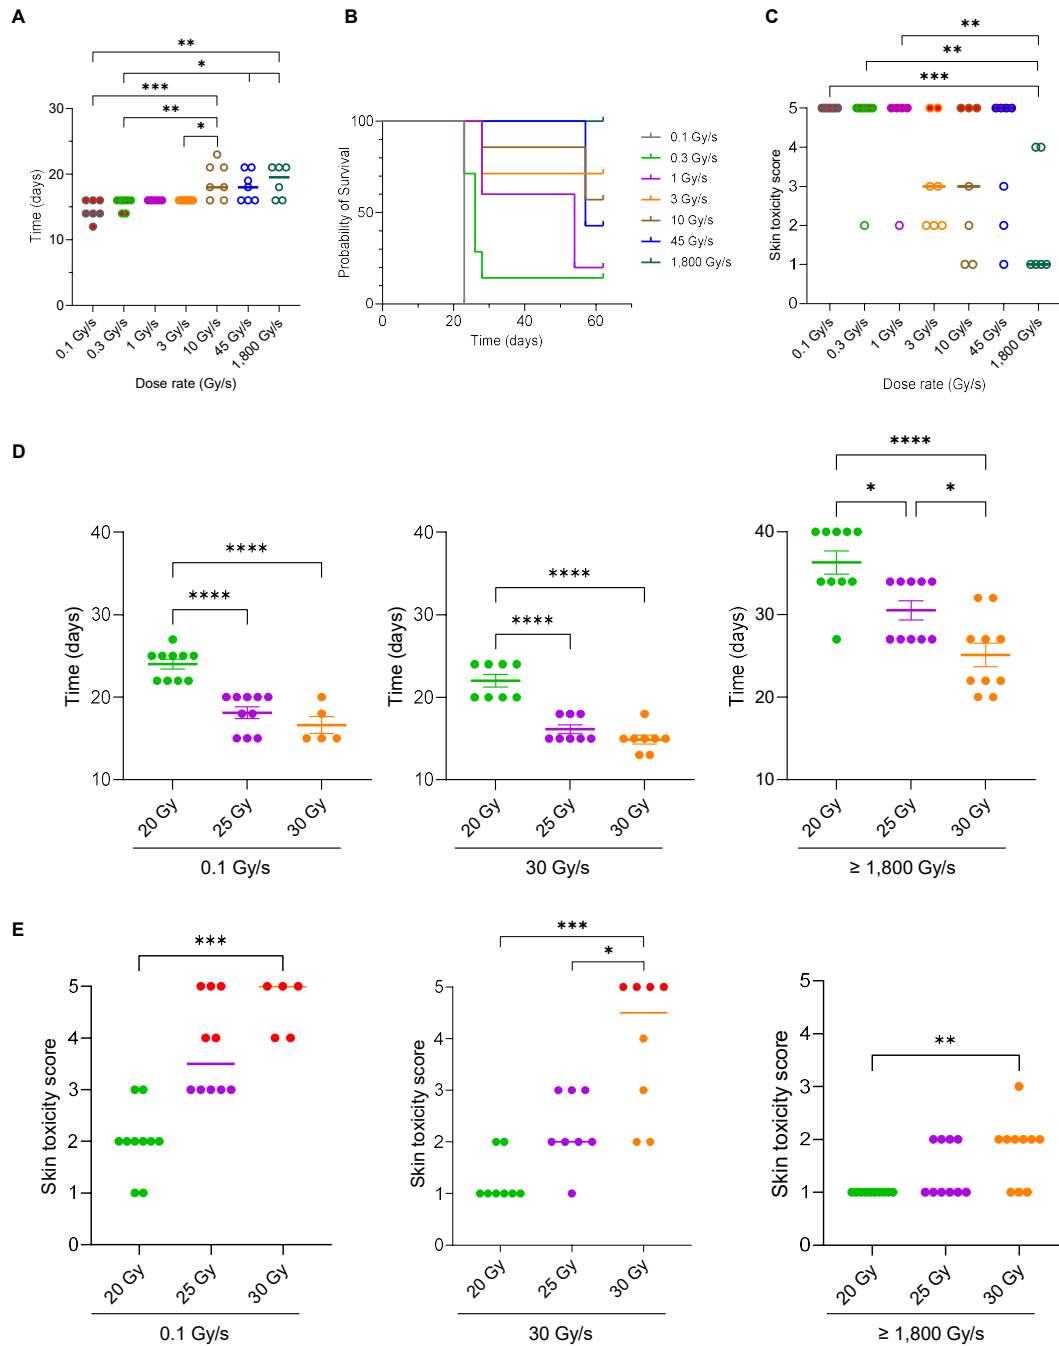 A
B
C
**
*
***
**
*
Time (days)
30
20
10
0
0.1 Gy/s
0.3 Gy/s
1 Gy/s
3 Gy/s
10 Gy/s
45 Gy/s
1,800 Gy/s
Dose rate (Gy/s)
Probability of Survival
100
50
0
0
20
40
60
Time (days)
0.1 Gy/s
0.3 Gy/s
1 Gy/s
3 Gy/s
10 Gy/s
45 Gy/s
1,800 Gy/s
**
**
***
Skin toxicity score
5
4
3
2
1
0
0.1 Gy/s
0.3 Gy/s
1 Gy/s
3 Gy/s
10 Gy/s
45 Gy/s
1,800 Gy/s
Dose rate (Gy/s)
D
****
****
Time (days)
40
30
20
10
20 Gy
25 Gy
30 Gy
0.1 Gy/s
****
****
Time (days)
40
30
20
10
20 Gy
25 Gy
30 Gy
30 Gy/s
****
*
*
Time (days)
40
30
20
10
20 Gy
25 Gy
30 Gy
≥ 1,800 Gy/s
E
***
Skin toxicity score
5
4
3
2
1
0
20 Gy
25 Gy
30 Gy
0.1 Gy/s
***
*
Skin toxicity score
5
4
3
2
1
0
20 Gy
25 Gy
30 Gy
30 Gy/s
**
Skin toxicity score
5
4
3
2
1
0
20 Gy
25 Gy
30 Gy
≥ 1,800 Gy/s